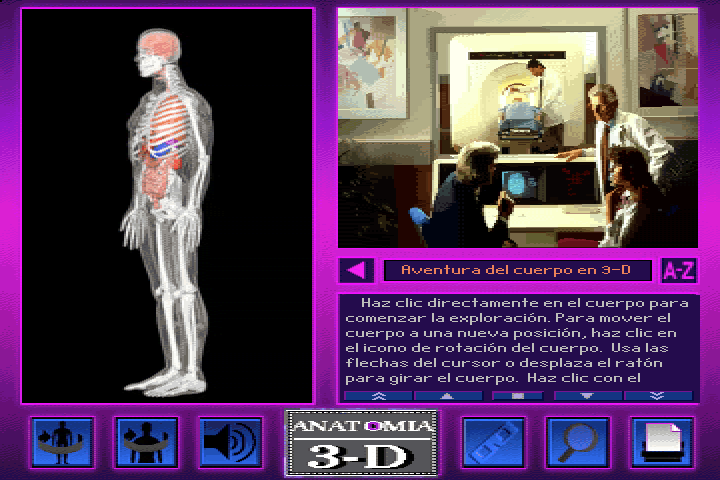 Aventura del cuerpo en 3-D
A-Z
Haz clic directamente en el cuerpo para
comenzar la exploración. Para mover el
cuerpo a una nueva posición, haz clic en
el icono de rotación del cuerpo. Usa las
flechas del cursor o desplaza el ratón
para girar el cuerpo. Haz clic con el
ANATOMIA
3-D